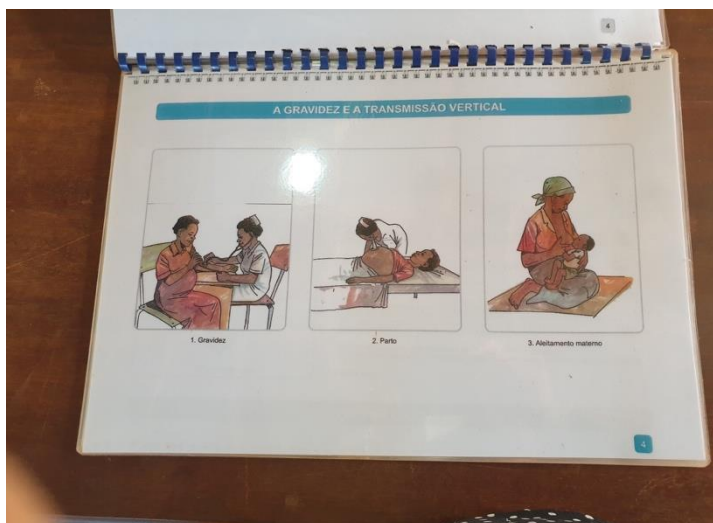 4
A GRAVIDEZ E A TRANSMISSÃO VERTICAL
1. Gravidez
2. Parto
3. Aleitamento materno
4